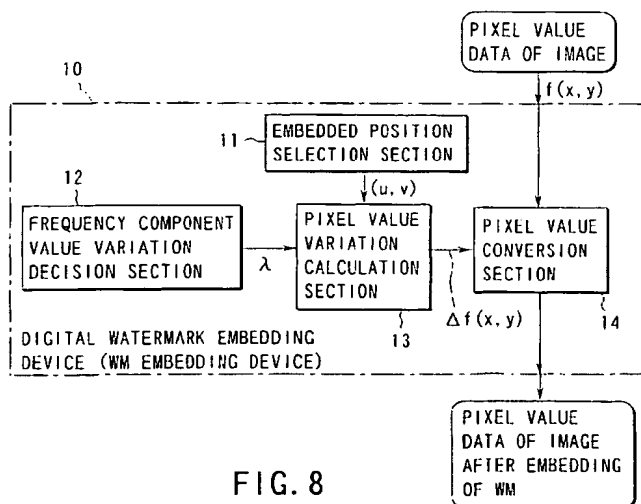 PIXEL VALUE
DATA OF IMAGE
10
f(x, y)
11
EMBEDDED POSITION
SELECTION SECTION
12
(u, v)
FREQUENCY COMPONENT
VALUE VARIATION
DECISION SECTION
λ
PIXEL VALUE
VARIATION
CALCULATION
SECTION
PIXEL VALUE
CONVERSION
SECTION
13
Δf(x, y)
14
DIGITAL WATERMARK EMBEDDING
DEVICE (WM EMBEDDING DEVICE)
PIXEL VALUE
DATA OF IMAGE
AFTER EMBEDDING
OF WM
FIG. 8